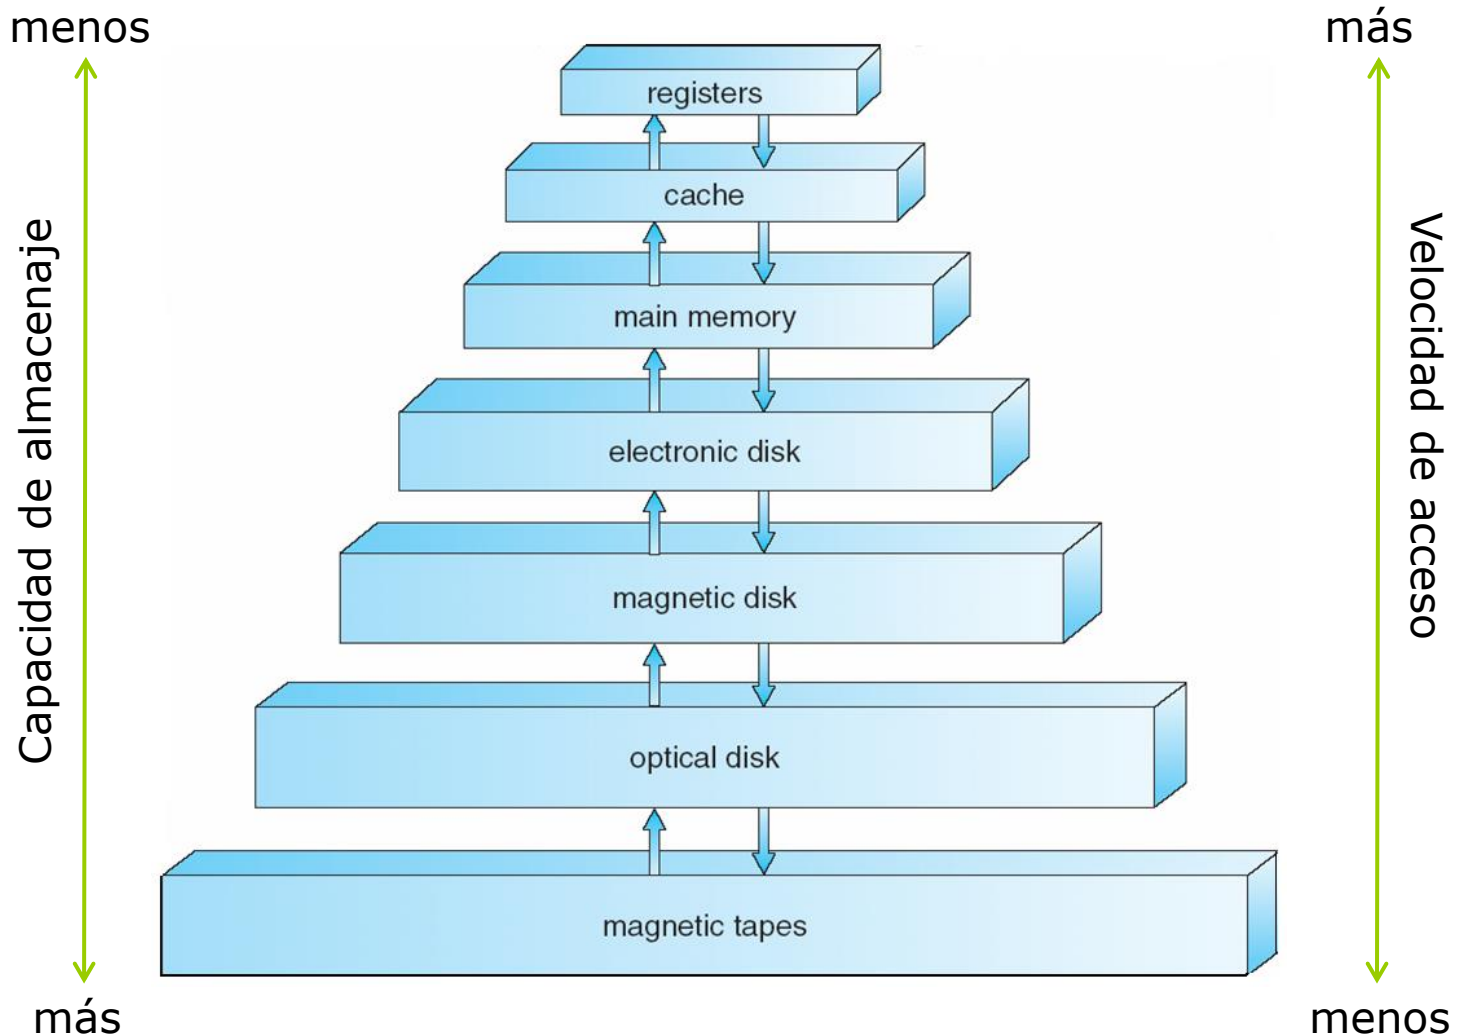 menos
más
registers
cache
main memory
electronic disk
magnetic disk
optical disk
magnetic tapes
Capacidad de almacenaje
Velocidad de acceso
más
menos